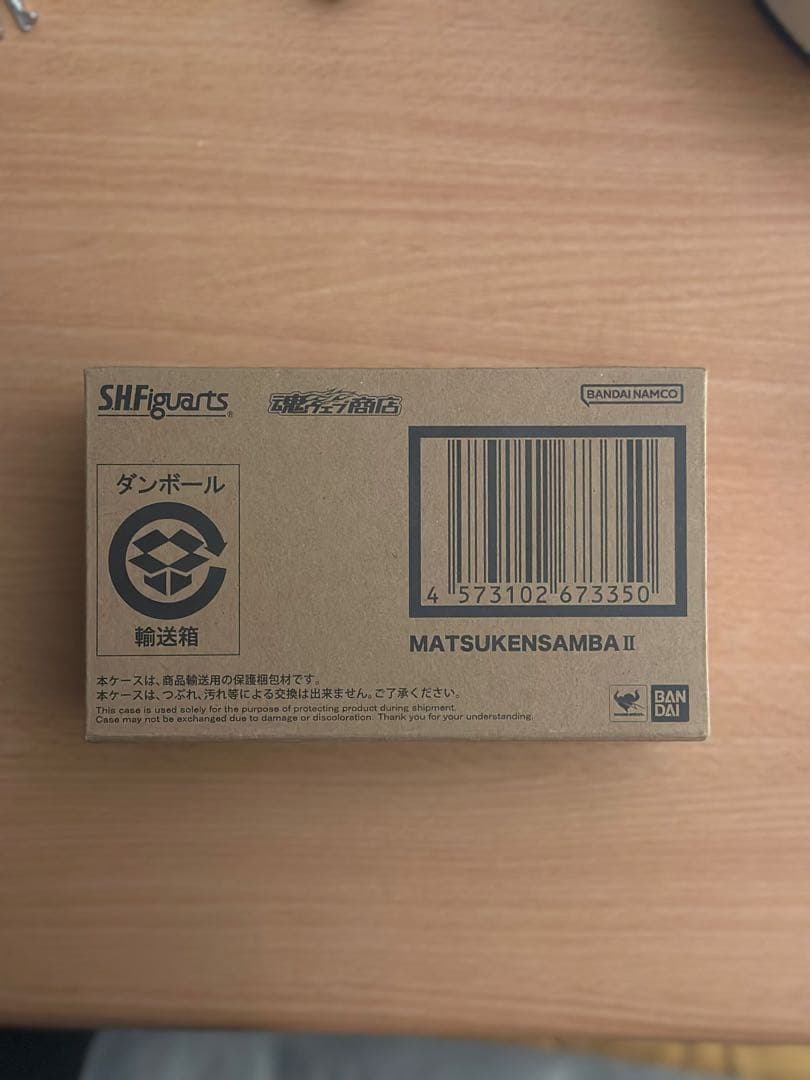 S.H.Figuarts®
魂ウェブ商店
BANDAI NAMCO
ダンボール
輸送箱
4 573102 673350
MATSUKENSAMBAⅡ
本ケースは、商品輸送用の保護梱包材です。
本ケースは、つぶれ、汚れ等による交換は出来ません。ご了承ください。
This case is used solely for the purpose of protecting product during shipment.
Case may not be exchanged due to damage or discoloration. Thank you for your understanding.
BAN
DAI